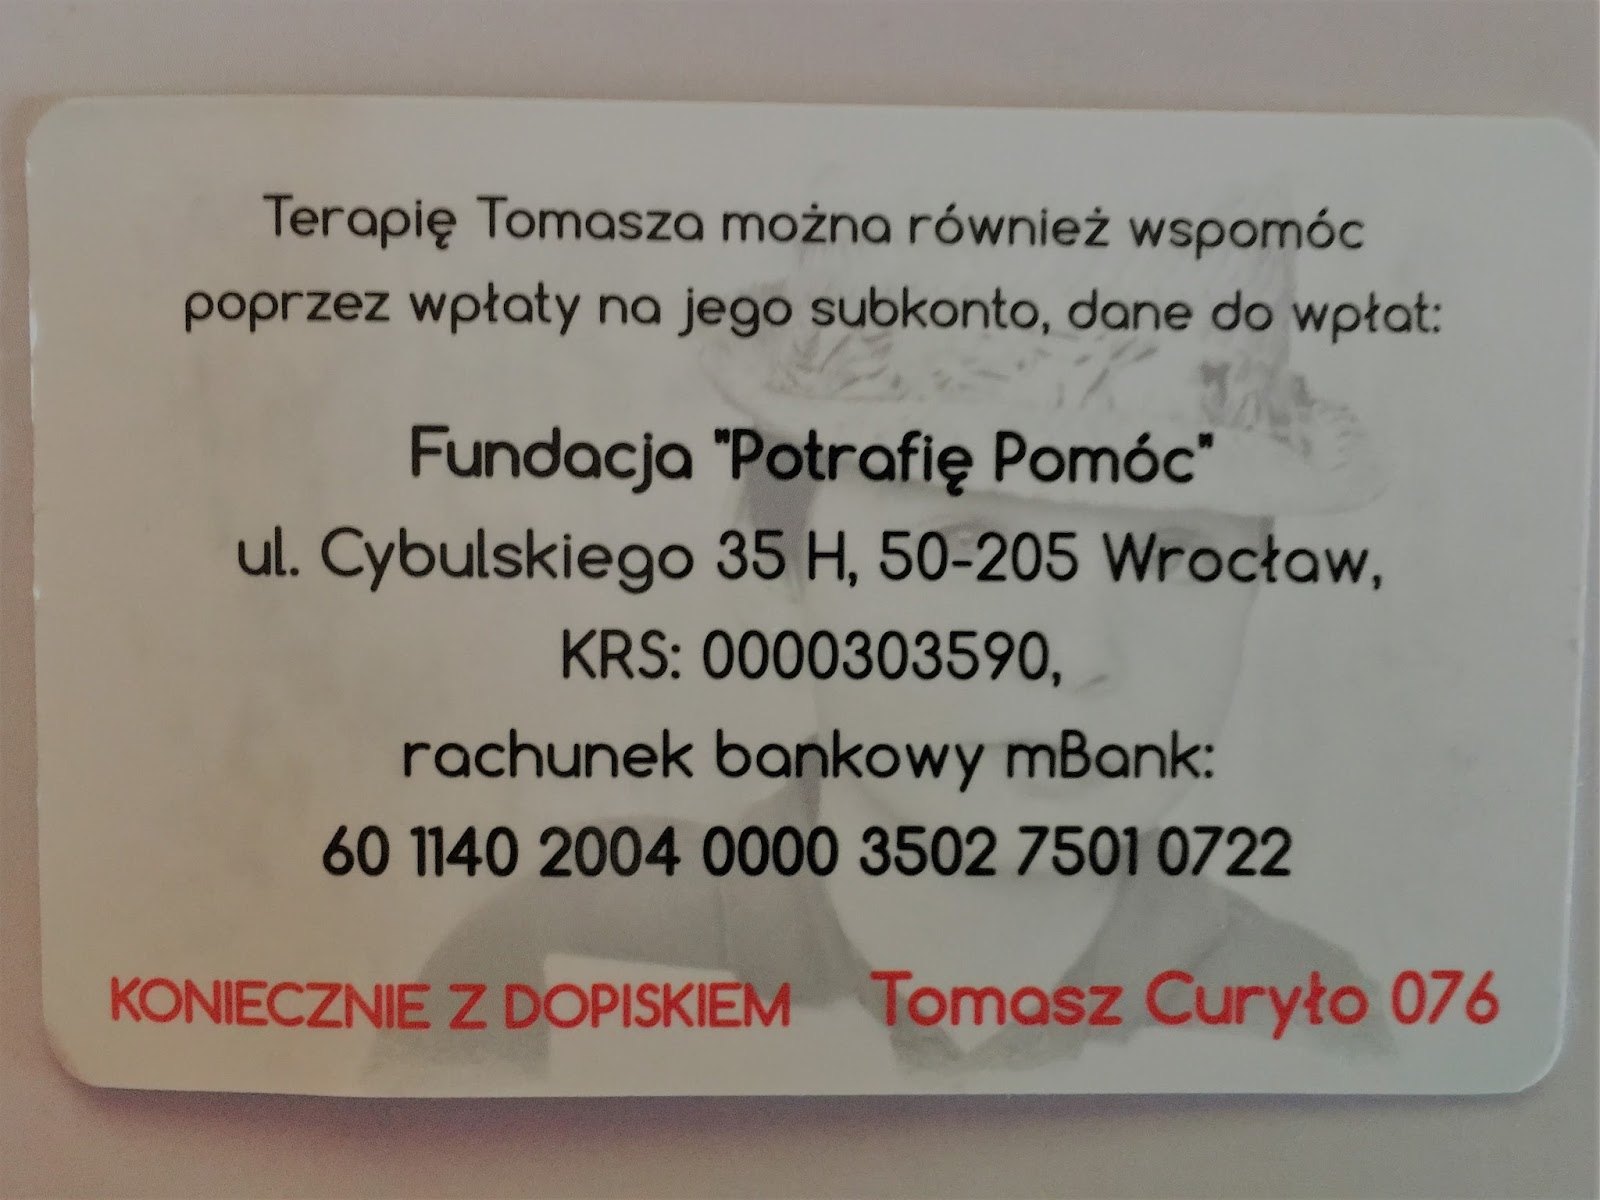 Terapię Tomasza można również wspomóc
poprzez wpłaty na jego subkonto, dane do wpłat:
Fundacja "Potrafię Pomóc"
ul. Cybulskiego 35 H, 50-205 Wrocław,
KRS: 0000303590,
rachunek bankowy mBank:
60 1140 2004 0000 3502 7501 0722
KONIECZNIE Z DOPISKIEM Tomasz Curyło 076